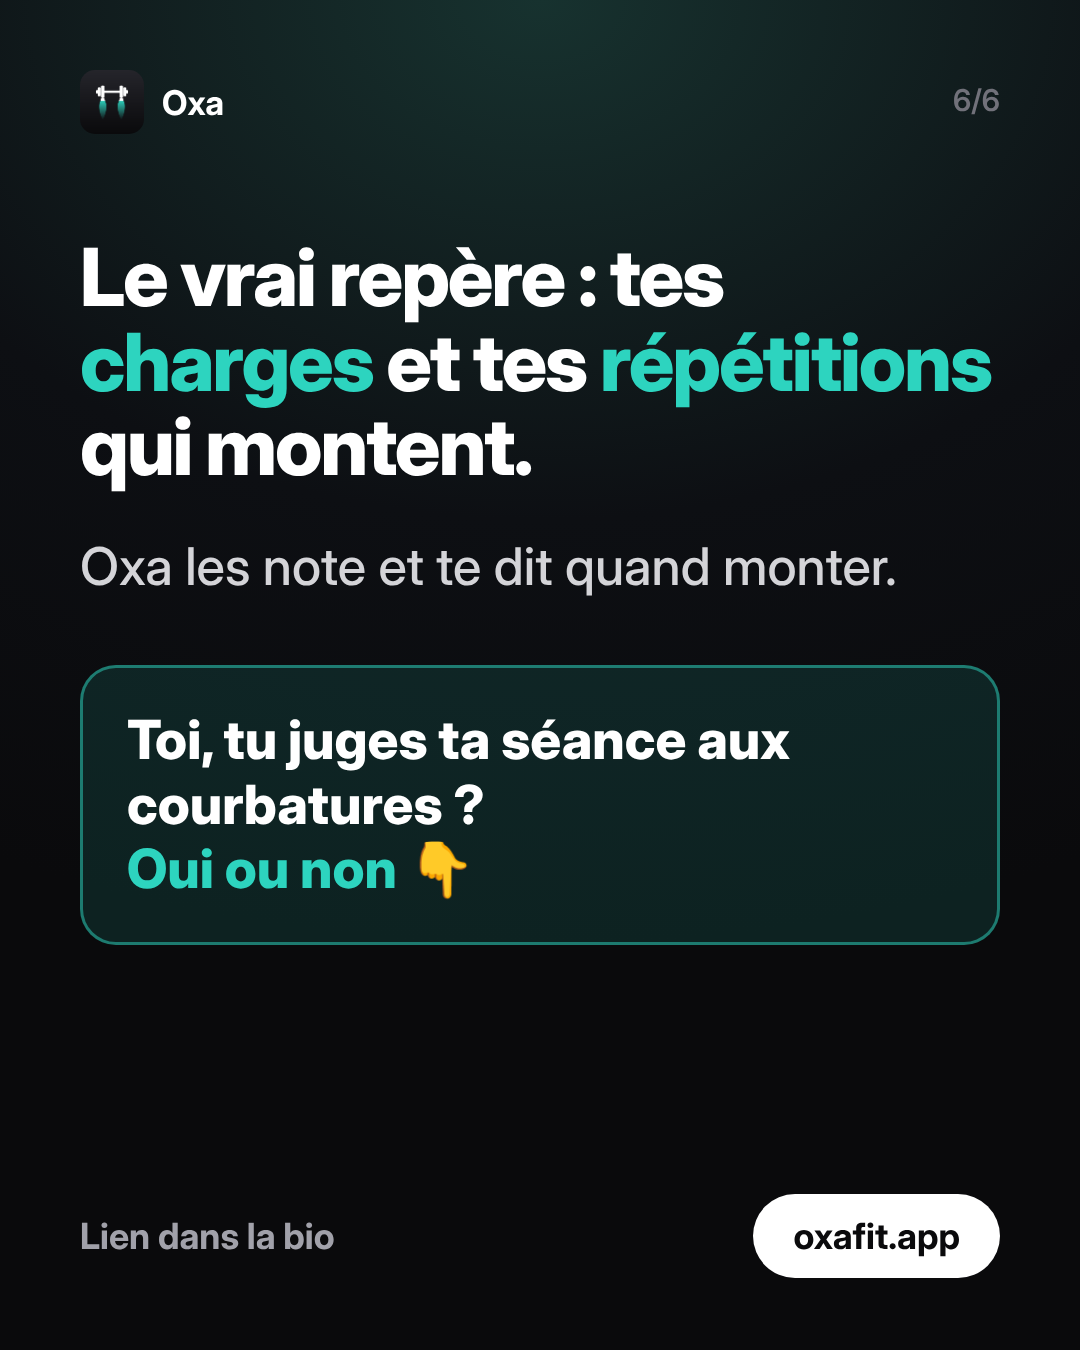 Oxa
6/6
Le vrai repère : tes
charges et tes répétitions
qui montent.
Oxa les note et te dit quand monter.
Toi, tu juges ta séance aux
courbatures ?
Oui ou non 👇
Lien dans la bio
oxafit.app